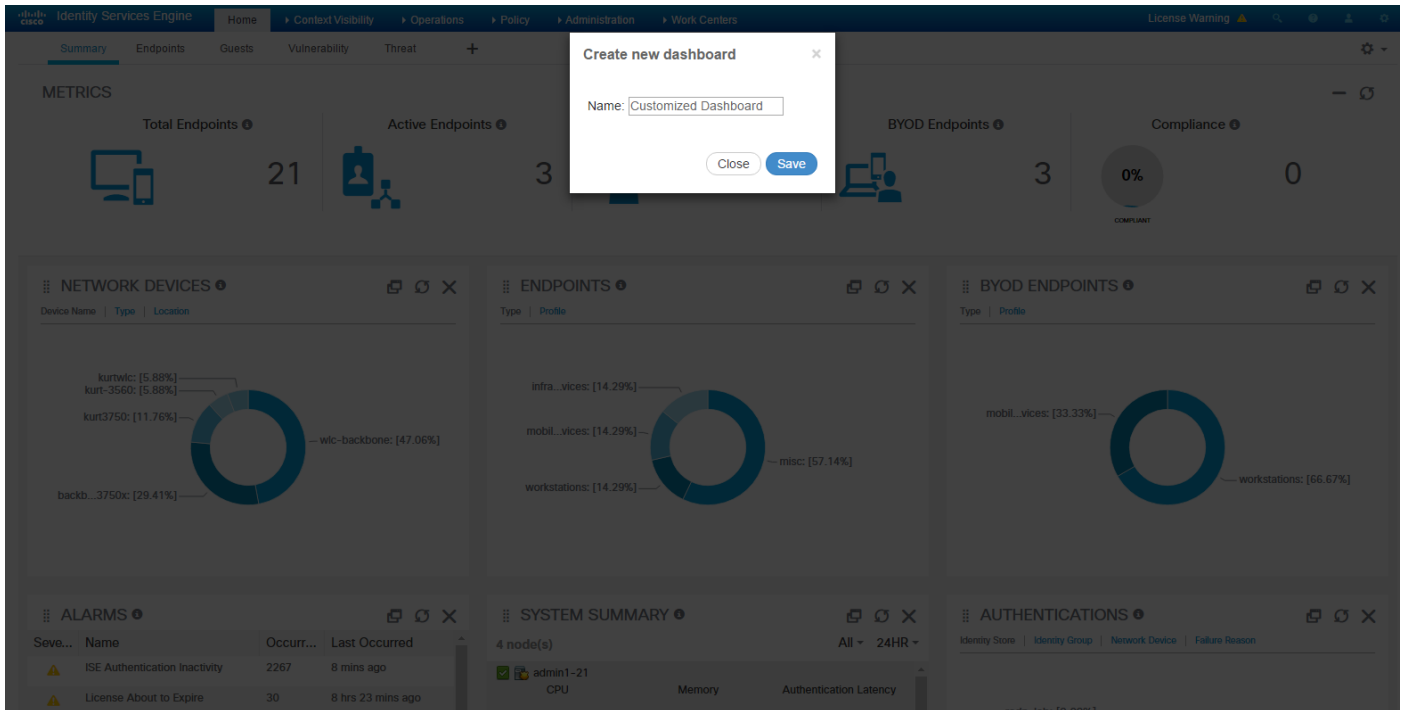 cisco Identity Services Engine Home Context Visibility Operations Policy Administration Work Centers License Warning
Summary Endpoints Guests Vulnerability Threat +
Create new dashboard ×
Name: Customized Dashboard
Close Save
METRICS
Total Endpoints Active Endpoints BYOD Endpoints Compliance
21 3 3 0% 0
COMPLIANT
NETWORK DEVICES ENDPOINTS BYOD ENDPOINTS
Device Name | Type | Location Type | Profile Type | Profile
kurtwlc: [5.88%]
kurt-3560: [5.88%]
kurt3750: [11.76%]
wlc-backbone: [47.06%]
backb...3750x: [29.41%]
infra...vices: [14.29%]
mobil...vices: [14.29%]
misc: [57.14%]
workstations: [14.29%]
mobil...vices: [33.33%]
workstations: [66.67%]
ALARMS SYSTEM SUMMARY AUTHENTICATIONS
Seve... Name Occurr... Last Occurred
ISE Authentication Inactivity 2267 8 mins ago
License About to Expire 30 8 hrs 23 mins ago
4 node(s) All 24HR
admin1-21
CPU Memory Authentication Latency
Identity Store | Identity Group | Network Device | Failure Reason